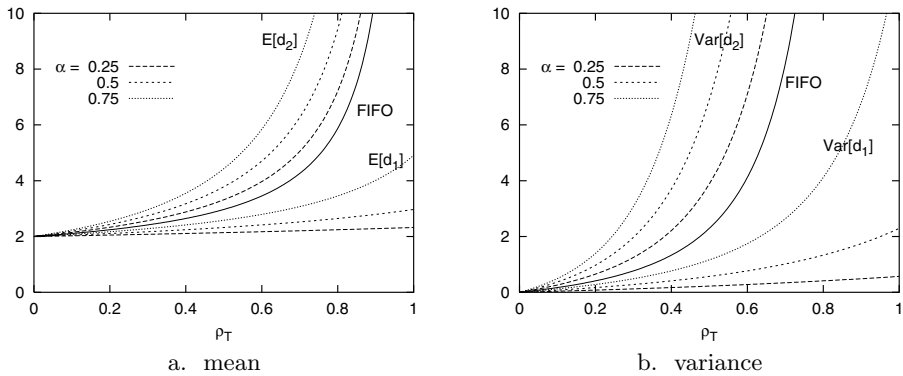 10
8
6
4
2
0
0
0.2
0.4
0.6
0.8
1
ρT
E[d2]
α = 0.25
0.5
0.75
FIFO
E[d1]
a. mean
10
8
6
4
2
0
0
0.2
0.4
0.6
0.8
1
ρT
Var[d2]
α = 0.25
0.5
0.75
FIFO
Var[d1]
b. variance